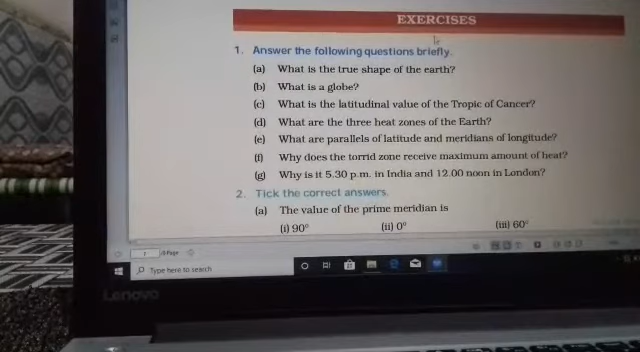 EXERCISES
1. Answer the following questions briefly.
(a) What is the true shape of the earth?
(b) What is a globe?
(c) What is the latitudinal value of the Tropic of Cancer?
(d) What are the three heat zones of the Earth?
(e) What are parallels of latitude and meridians of longitude?
(f) Why does the torrid zone receive maximum amount of heat?
(g) Why is it 5.30 p.m. in India and 12.00 noon in London?
2. Tick the correct answers.
(a) The value of the prime meridian is
(i) 90° (ii) 0° (iii) 60°
Type here to search
Lenovo